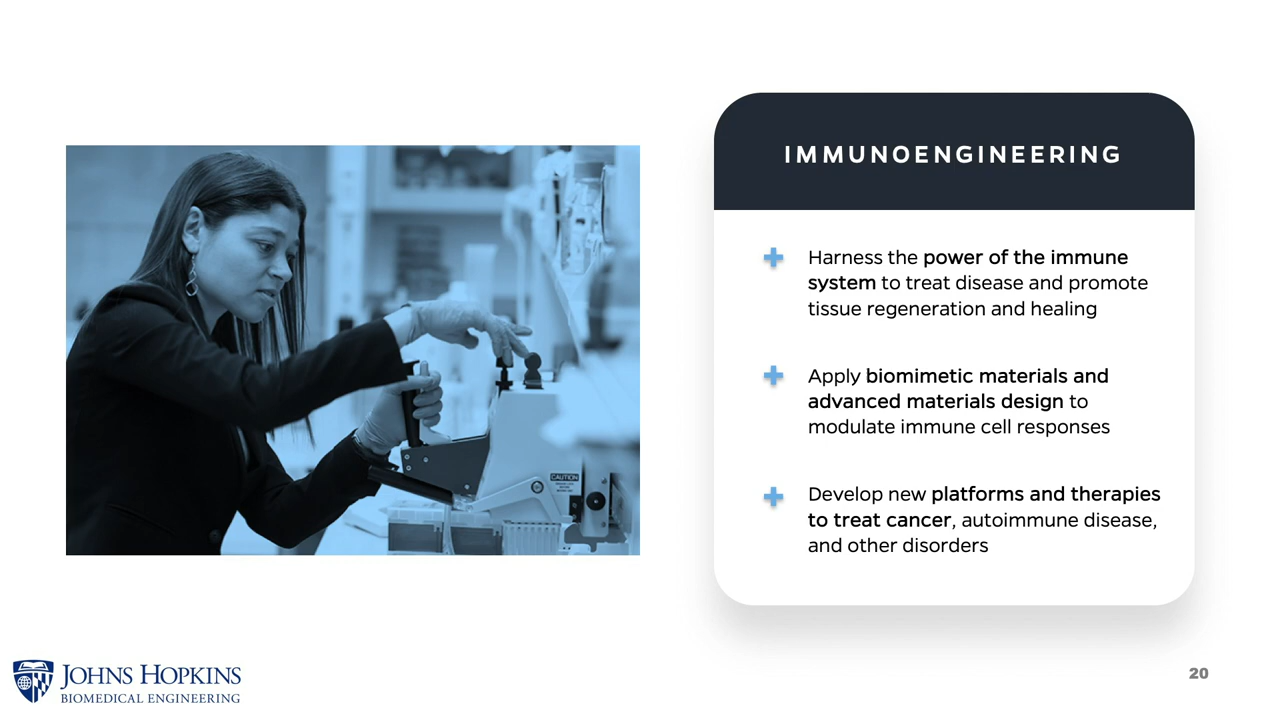 IMMUNOENGINEERING
Harness the power of the immune
system to treat disease and promote
tissue regeneration and healing
Apply biomimetic materials and
advanced materials design to
modulate immune cell responses
Develop new platforms and therapies
to treat cancer, autoimmune disease,
and other disorders
CAUTION
JOHNS HOPKINS
BIOMEDICAL ENGINEERING
20